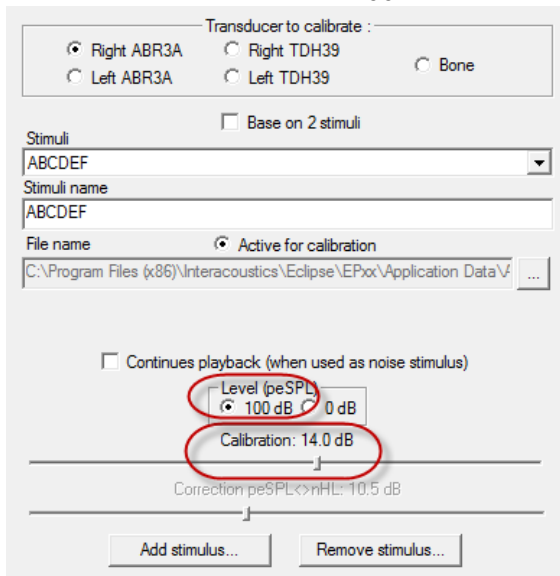 Transducer to calibrate :
Right ABR3A Right TDH39
Bone
Left ABR3A Left TDH39
Base on 2 stimuli
Stimuli
ABCDEF
Stimuli name
ABCDEF
File name Active for calibration
C:\Program Files (x86)\Interacoustics\Eclipse\EPxx\Application Data\ ...
Continues playback (when used as noise stimulus)
Level (peSPL)
100 dB 0 dB
Calibration: 14.0 dB
Correction peSPL<>nHL: 10.5 dB
Add stimulus... Remove stimulus...